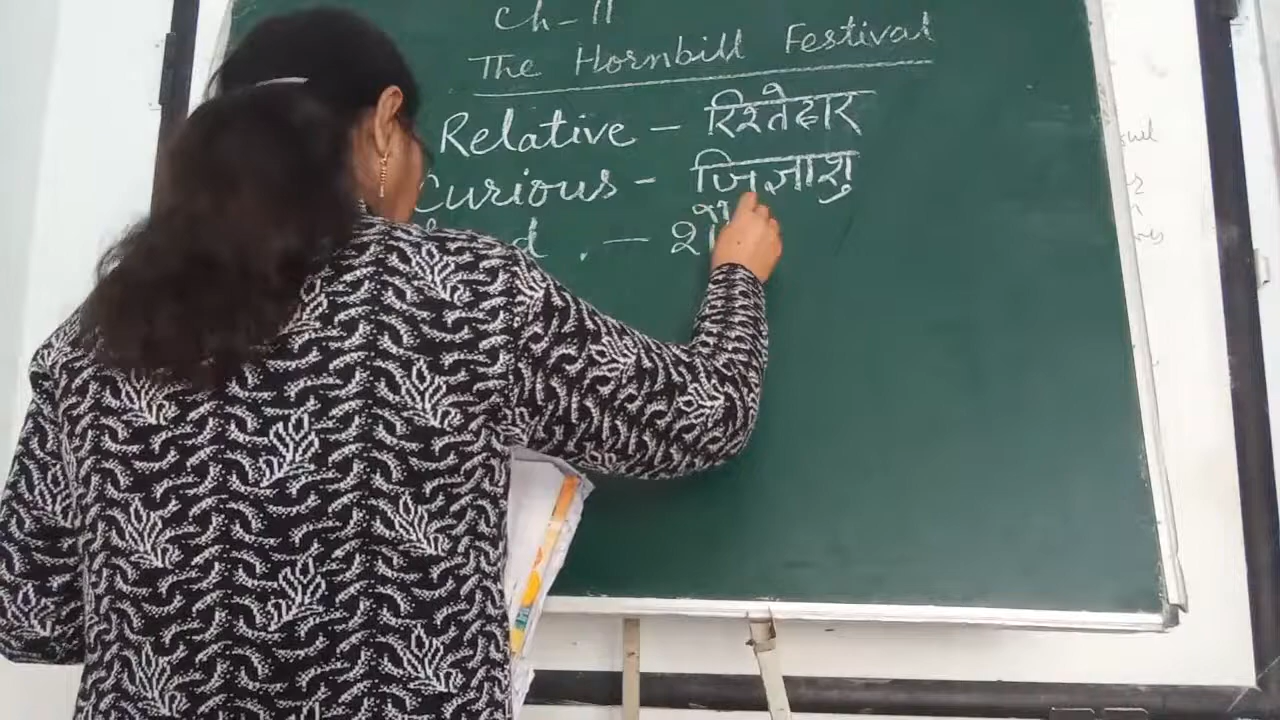 Ch-11
The Hornbill Festival
Relative - रिश्तेदार
Curious - जिज्ञाशु